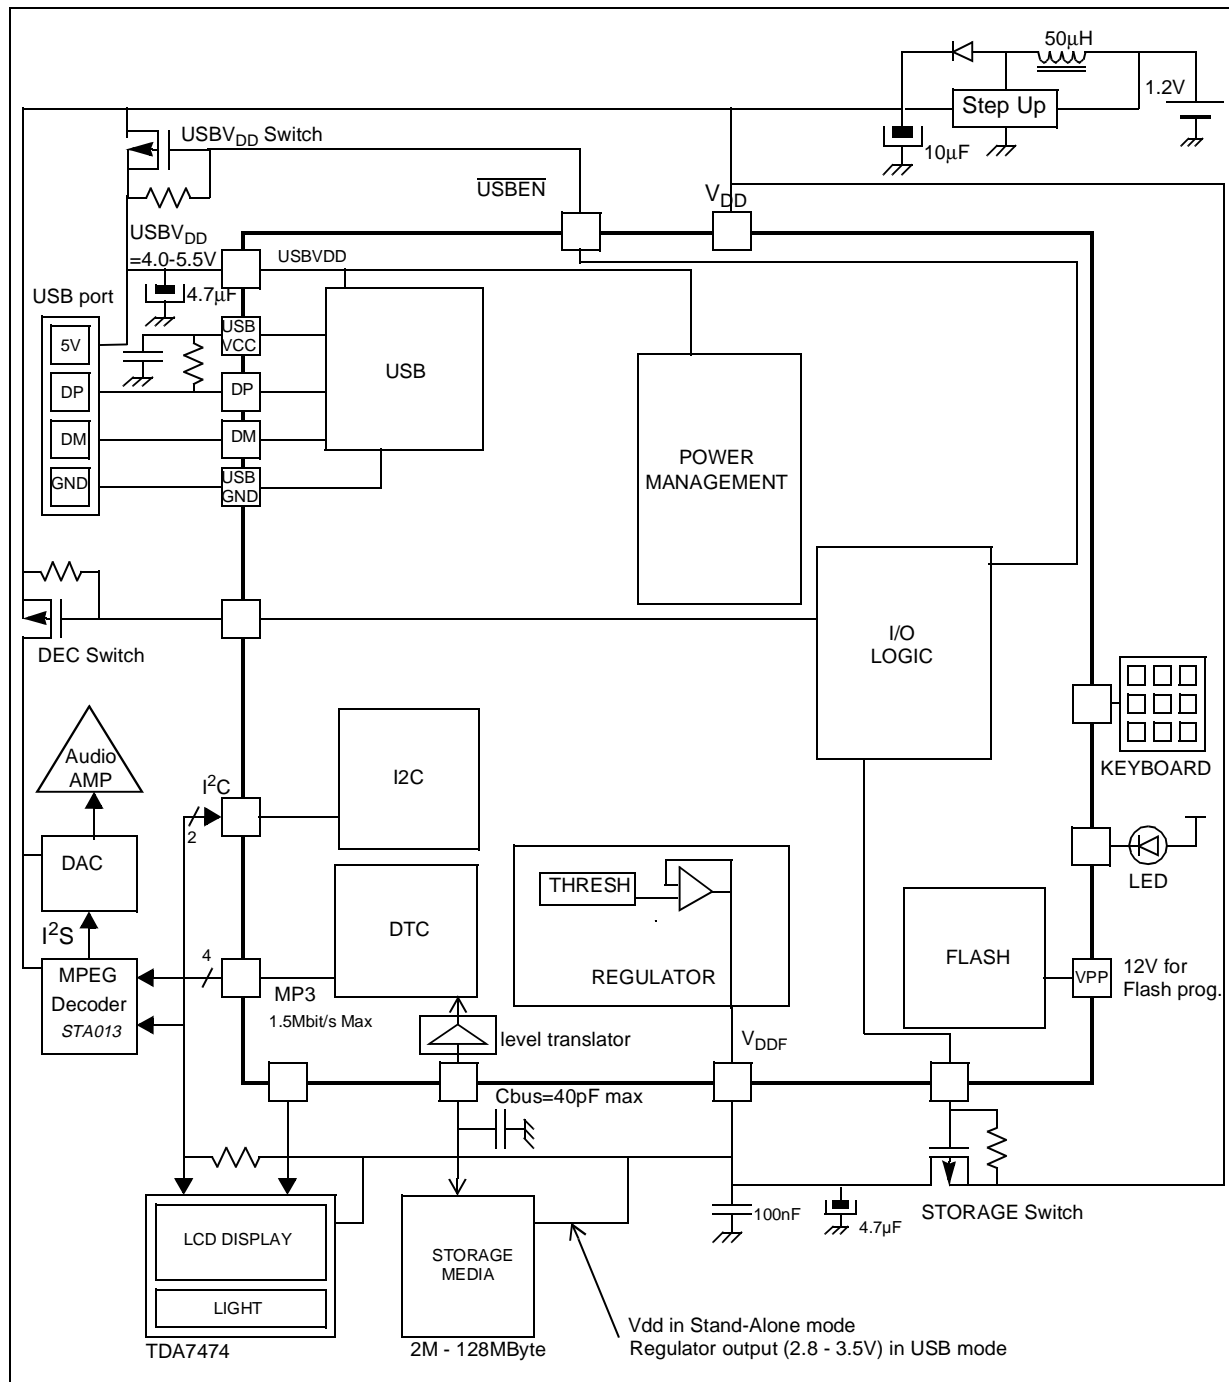 50μH
1.2V
Step Up
10μF
USBVDD Switch
USBEN
VDD
USBVDD
=4.0-5.5V
USBVDD
4.7μF
USB port
5V
DP
DM
GND
USB
VCC
DP
DM
USB
GND
USB
POWER
MANAGEMENT
I/O
LOGIC
DEC Switch
KEYBOARD
Audio
AMP
I2C
2
I2C
DAC
LED
I2S
THRESH
DTC
REGULATOR
FLASH
VPP
12V for
Flash prog.
MPEG
Decoder
STA013
4
MP3
1.5Mbit/s Max
level translator
VDDF
Cbus=40pF max
100nF
4.7μF
STORAGE Switch
LCD DISPLAY
LIGHT
TDA7474
STORAGE
MEDIA
2M - 128MByte
Vdd in Stand-Alone mode
Regulator output (2.8 - 3.5V) in USB mode